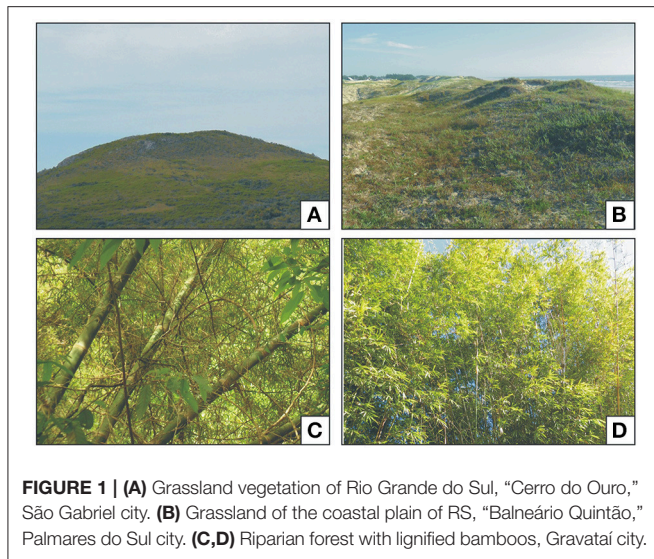 A
B
C
D
FIGURE 1 | (A) Grassland vegetation of Rio Grande do Sul, “Cerro do Ouro,”
São Gabriel city. (B) Grassland of the coastal plain of RS, “Balneário Quintão,”
Palmares do Sul city. (C,D) Riparian forest with lignified bamboos, Gravataí city.